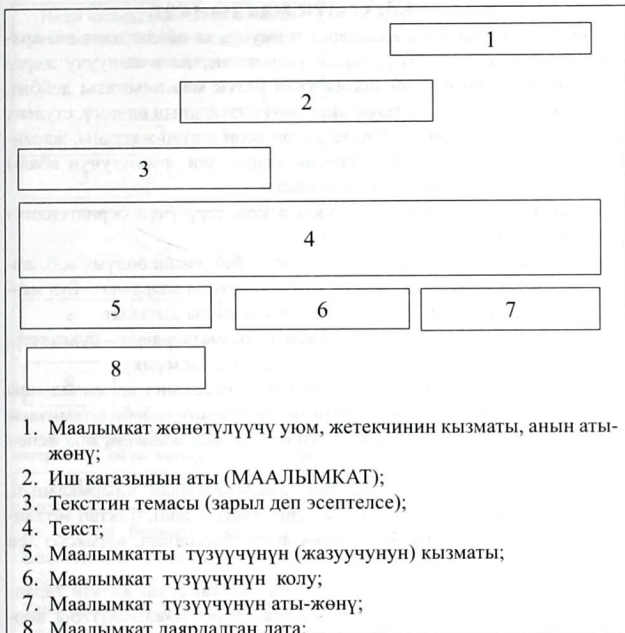 1
2
3
4
5
6
7
8
1. Маалымкат жөнөтүлүүчү уюм, жетекчинин кызматы, анын аты-
жөнү;
2. Иш кагазынын аты (МААЛЫМКАТ);
3. Тексттин темасы (зарыл деп эсептелсе);
4. Текст;
5. Маалымкатты түзүүчүнүн (жазуучунун) кызматы;
6. Маалымкат түзүүчүнүн колу;
7. Маалымкат түзүүчүнүн аты-жөнү;
8. Маалымкат даярдалган дата;